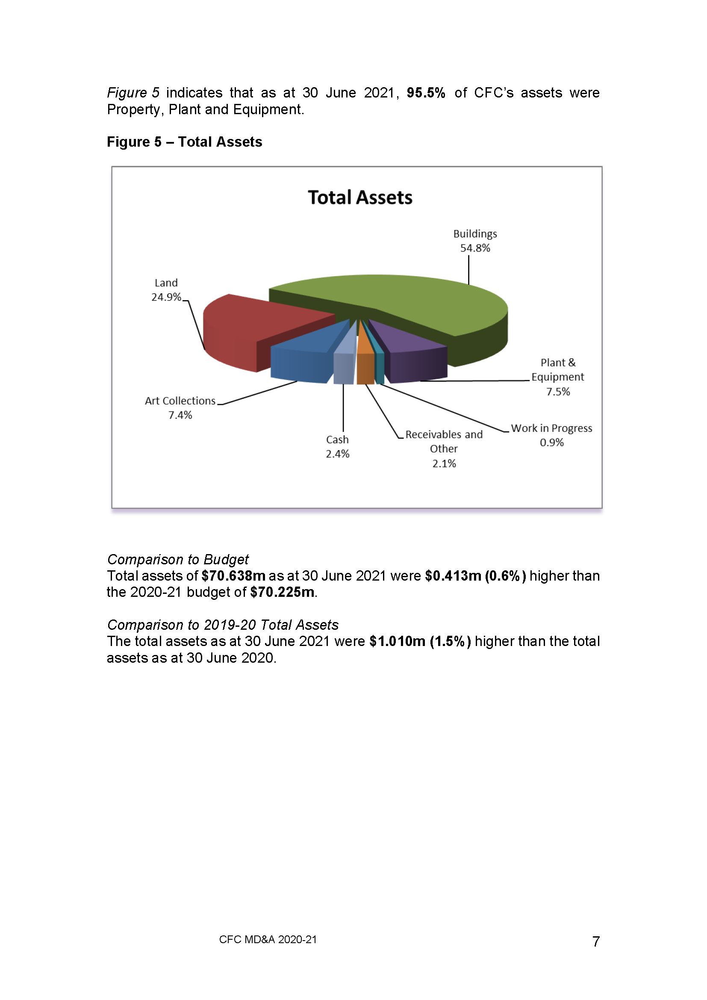 Figure 5 indicates that as at 30 June 2021, 95.5% of CFC's assets were
Property, Plant and Equipment.
Figure 5 – Total Assets
Total Assets
Buildings
54.8%
Land
24.9%
Plant &
Equipment
7.5%
Art Collections
7.4%
Work in Progress
0.9%
Receivables and
Other
2.1%
Cash
2.4%
Comparison to Budget
Total assets of $70.638m as at 30 June 2021 were $0.413m (0.6%) higher than
the 2020-21 budget of $70.225m.
Comparison to 2019-20 Total Assets
The total assets as at 30 June 2021 were $1.010m (1.5%) higher than the total
assets as at 30 June 2020.
CFC MD&A 2020-21
7